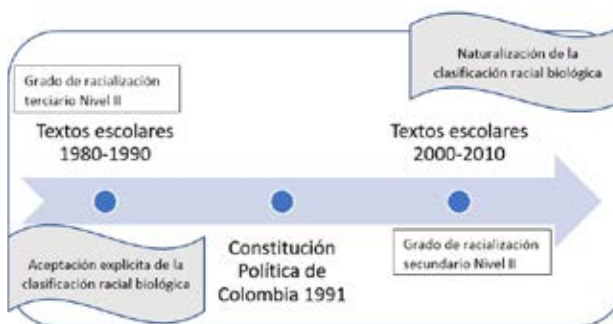 Naturalización de la
clasificación racial biológica
Grado de racialización
terciario Nivel II
Textos escolares
1980-1990
Textos escolares
2000-2010
Aceptación explicita de la
clasificación racial biológica
Constitución
Política de
Colombia 1991
Grado de racialización
secundario Nivel II